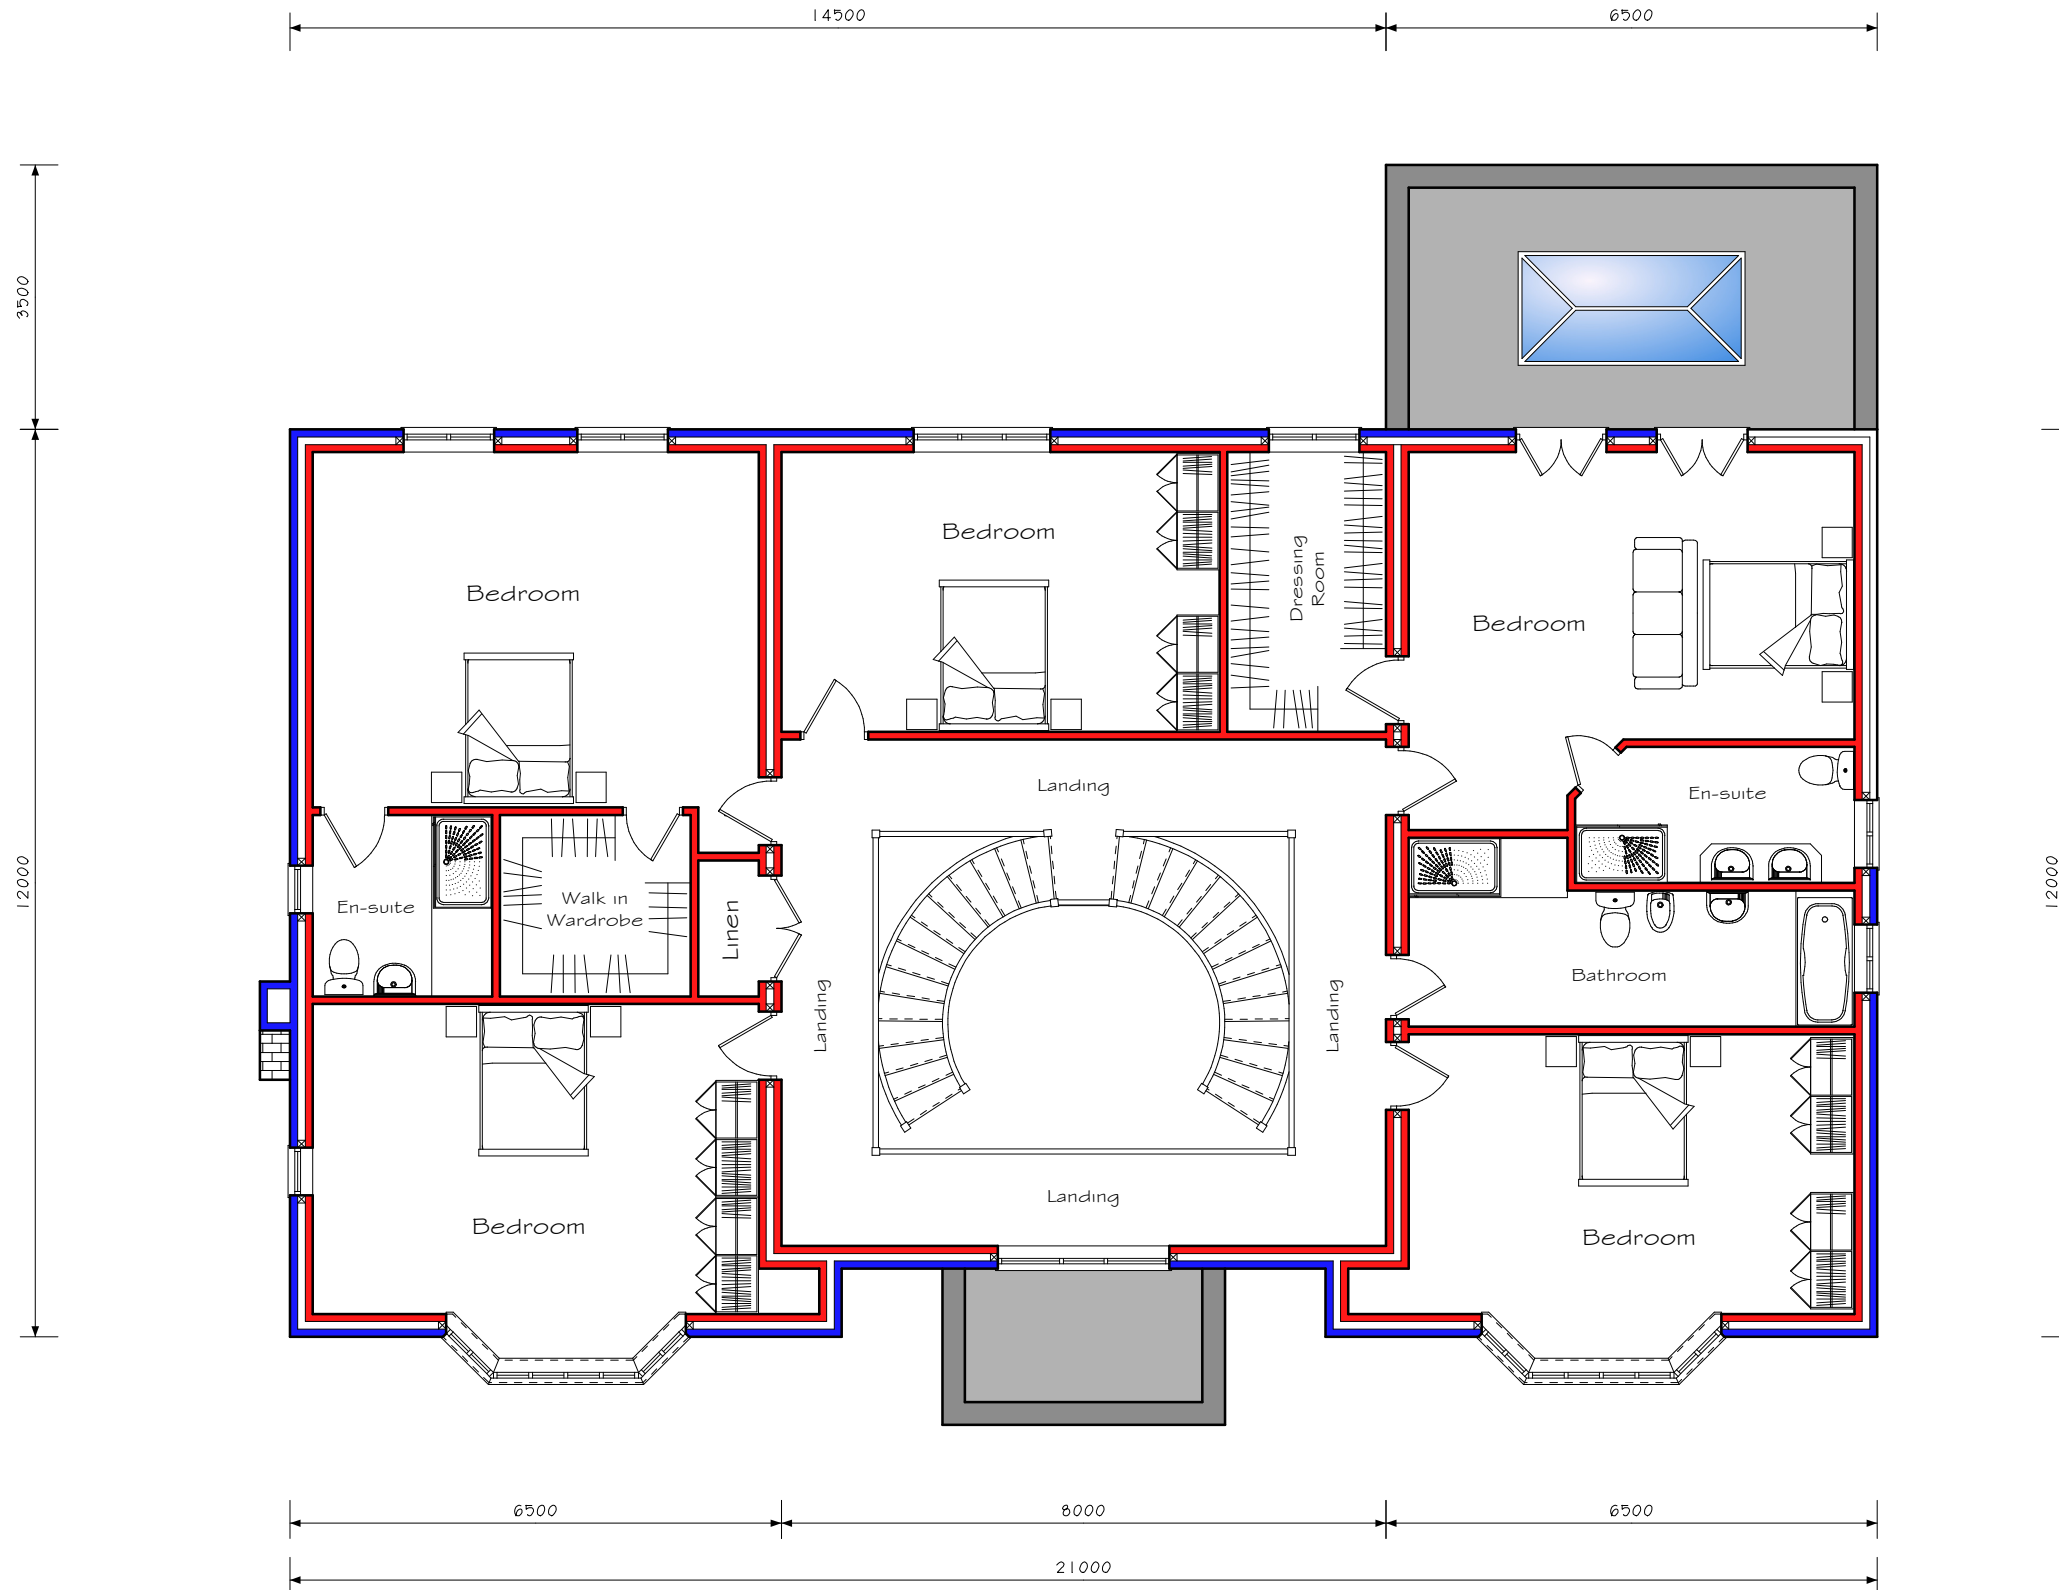 14500
6500
3500
Bedroom
Dressing
Room
Bedroom
Bedroom
Landing
En-suite
12000
12000
Walk in
Wardrobe
En-suite
Linen
Bathroom
Landing
Landing
Landing
Bedroom
Bedroom
6500
8000
6500
21000